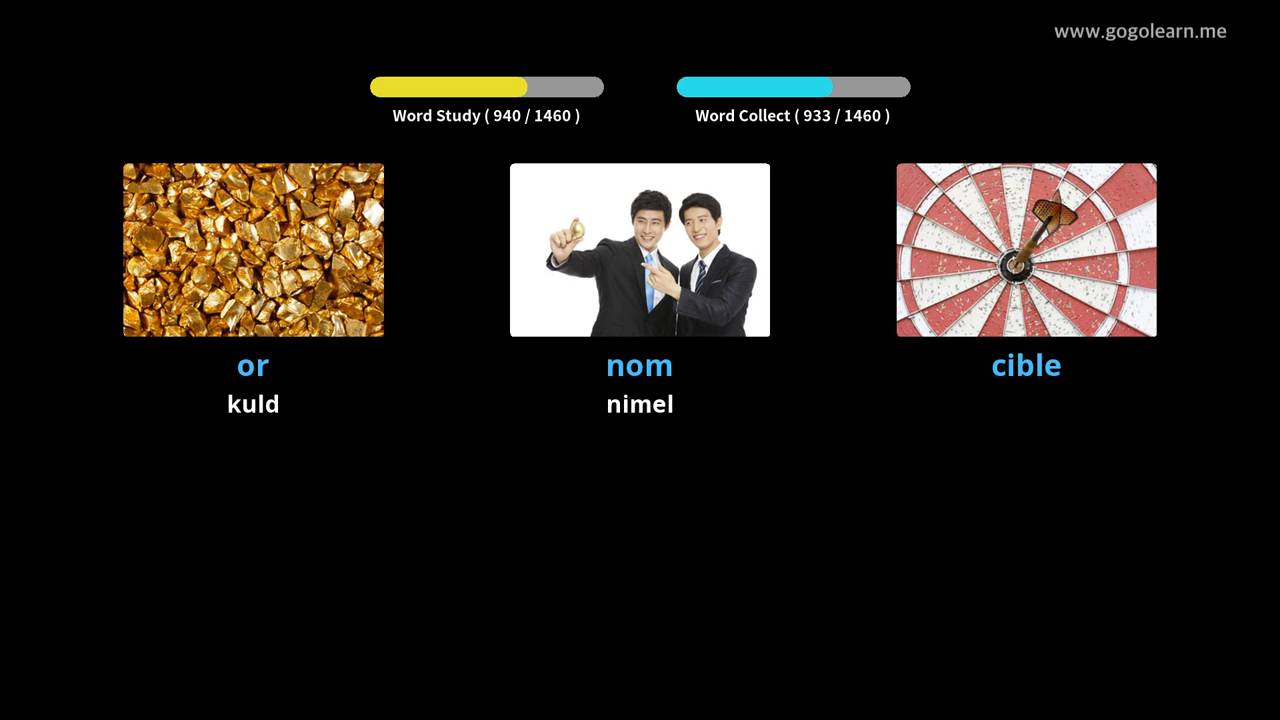 www.gogolearn.me
Word Study ( 940 / 1460 )
Word Collect ( 933 / 1460 )
or
nom
cible
kuld
nimel